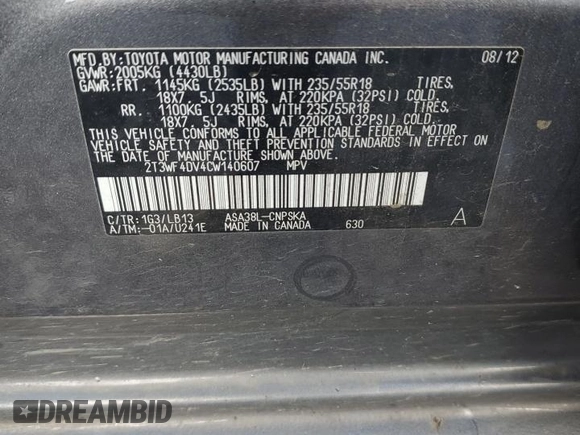 MFD.BY:TOYOTA MOTOR MANUFACTURING CANADA INC. 08/12
GVWR:2005KG (4430LB)
GAWR:FRT. 1145KG (2535LB) WITH 235/55R18 TIRES,
18X7 5J RIMS, AT 220KPA (32PSI) COLD.
RR. 1100KG (2435LB) WITH 235/55R18 TIRES,
18X7 5J RIMS, AT 220KPA (32PSI) COLD.
THIS VEHICLE CONFORMS TO ALL APPLICABLE FEDERAL MOTOR
VEHICLE SAFETY AND THEFT PREVENTION STANDARDS IN EFFECT ON
THE DATE OF MANUFACTURE SHOWN ABOVE.
2T3WF4DV4CW140607 MPV
C/TR:1G3/LB13 ASA38L-CNPSKA A
A/TM:-01A/U241E MADE IN CANADA 630
DREAMBID